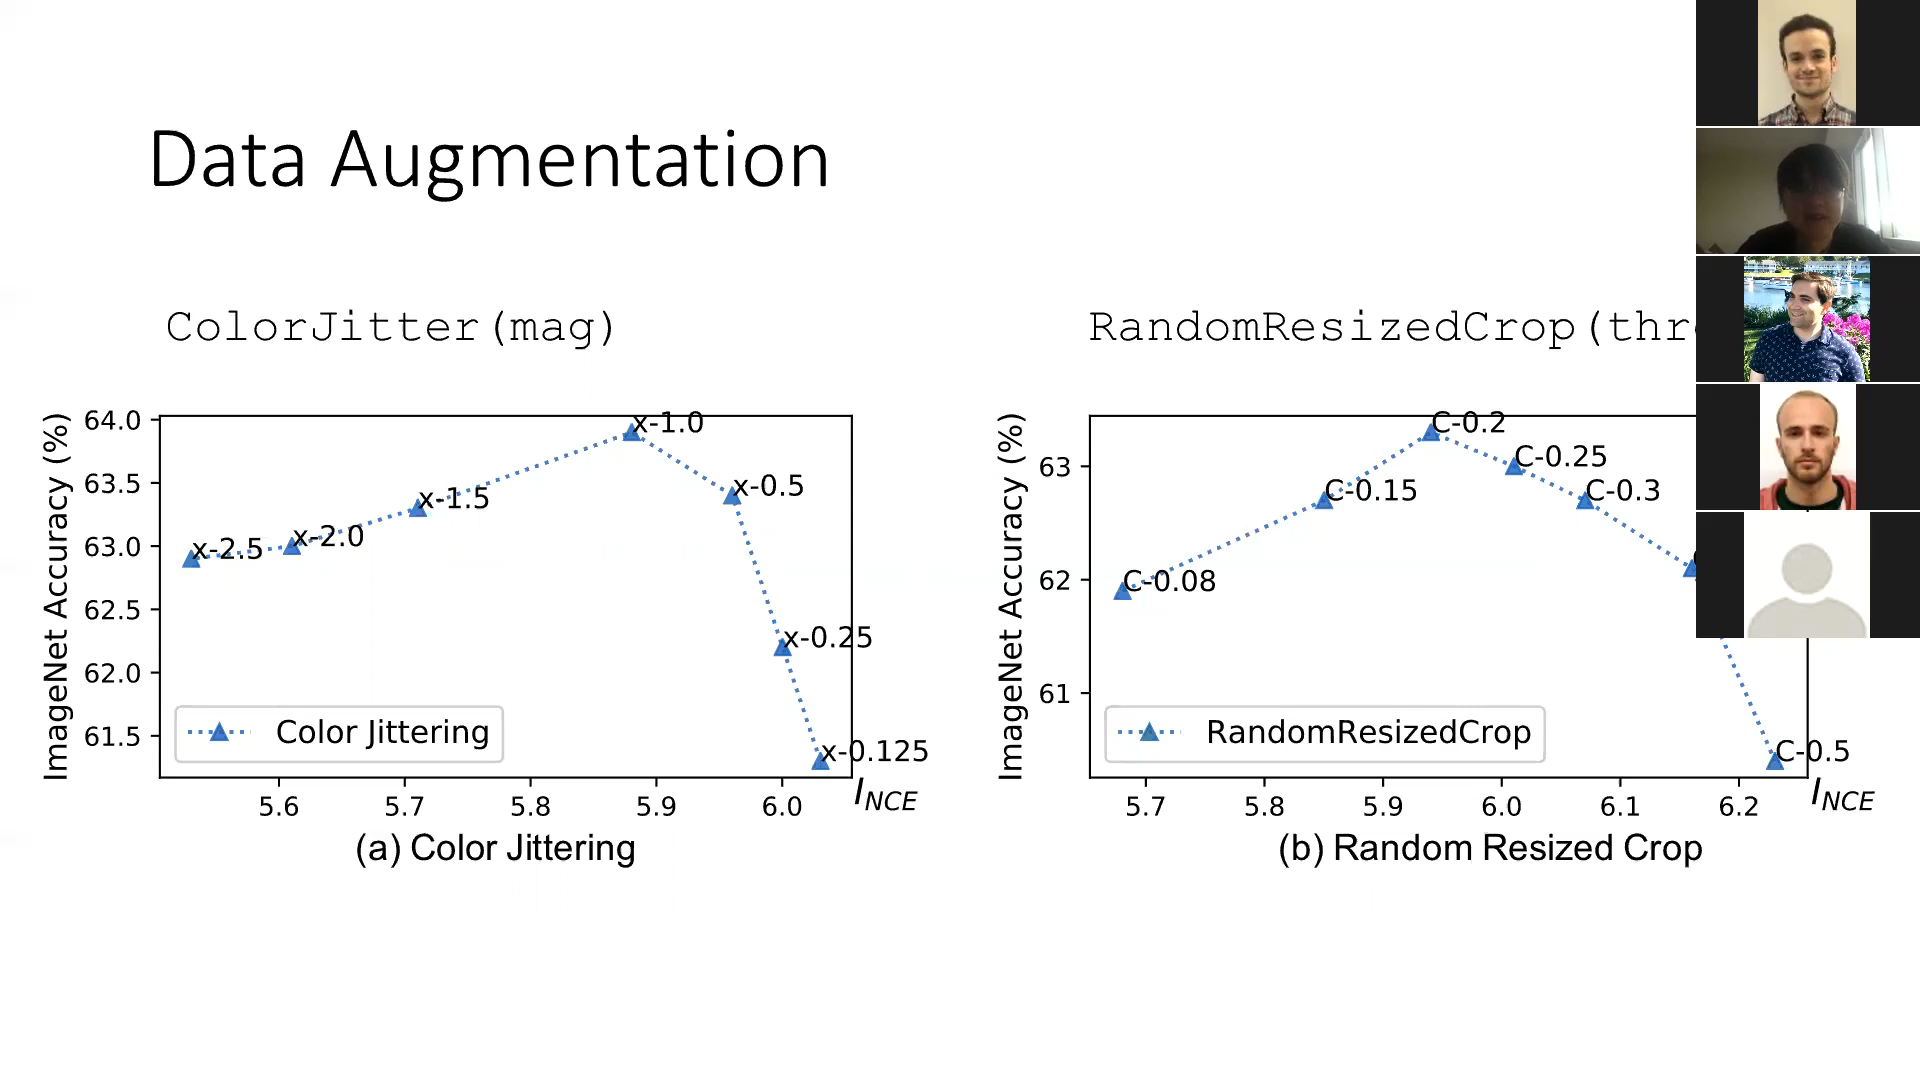 Data Augmentation
ColorJitter(mag)
RandomResizedCrop(thr
ImageNet Accuracy (%)
64.0
63.5
63.0
62.5
62.0
61.5
x-2.5
x-2.0
x-1.5
x-1.0
x-0.5
x-0.25
x-0.125
Color Jittering
5.6 5.7 5.8 5.9 6.0
I_NCE
(a) Color Jittering
ImageNet Accuracy (%)
63
62
61
C-0.08
C-0.15
C-0.2
C-0.25
C-0.3
C-0.5
RandomResizedCrop
5.7 5.8 5.9 6.0 6.1 6.2
I_NCE
(b) Random Resized Crop